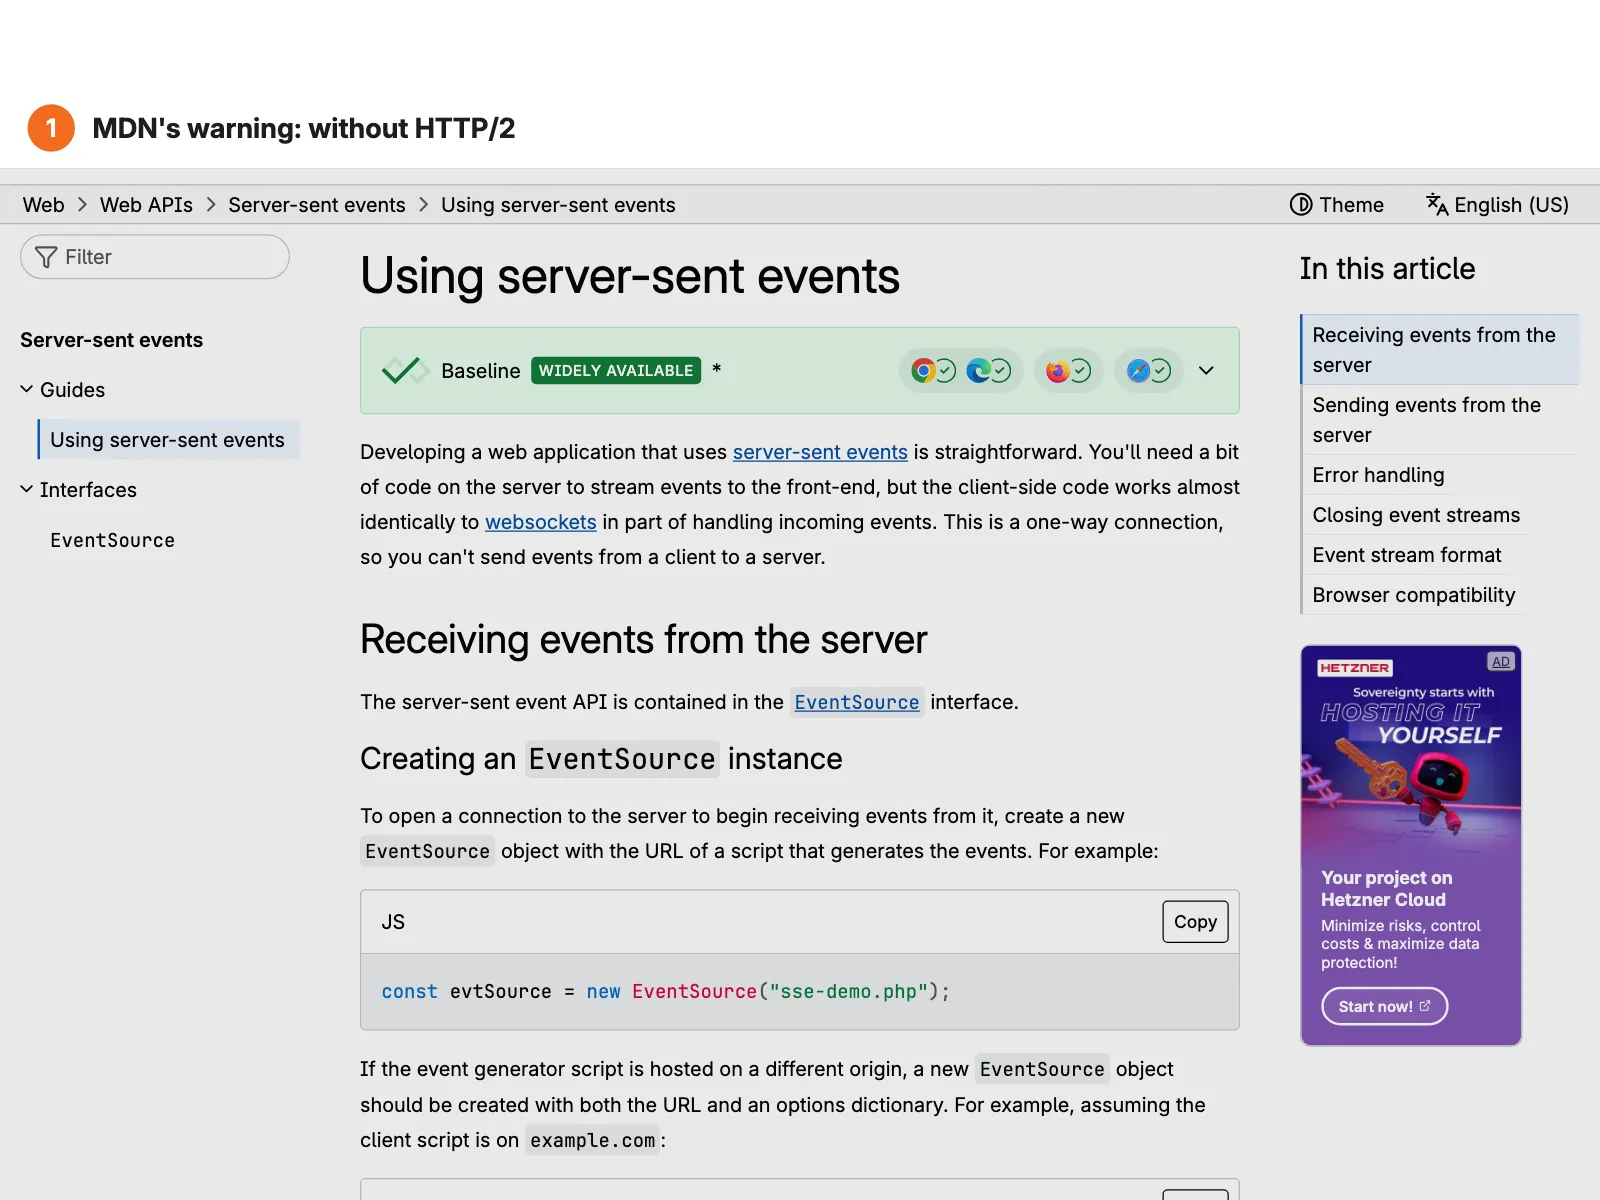 1 MDN's warning: without HTTP/2
Web > Web APIs > Server-sent events > Using server-sent events
Theme
English (US)
Filter
Server-sent events
Guides
Using server-sent events
Interfaces
EventSource
Using server-sent events
Baseline WIDELY AVAILABLE *
Developing a web application that uses server-sent events is straightforward. You'll need a bit
of code on the server to stream events to the front-end, but the client-side code works almost
identically to websockets in part of handling incoming events. This is a one-way connection,
so you can't send events from a client to a server.
Receiving events from the server
The server-sent event API is contained in the EventSource interface.
Creating an EventSource instance
To open a connection to the server to begin receiving events from it, create a new
EventSource object with the URL of a script that generates the events. For example:
JS
Copy
const evtSource = new EventSource("sse-demo.php");
If the event generator script is hosted on a different origin, a new EventSource object
should be created with both the URL and an options dictionary. For example, assuming the
client script is on example.com:
In this article
Receiving events from the
server
Sending events from the
server
Error handling
Closing event streams
Event stream format
Browser compatibility
HETZNER
AD
Sovereignty starts with
HOSTING IT
YOURSELF
Your project on
Hetzner Cloud
Minimize risks, control
costs & maximize data
protection!
Start now!